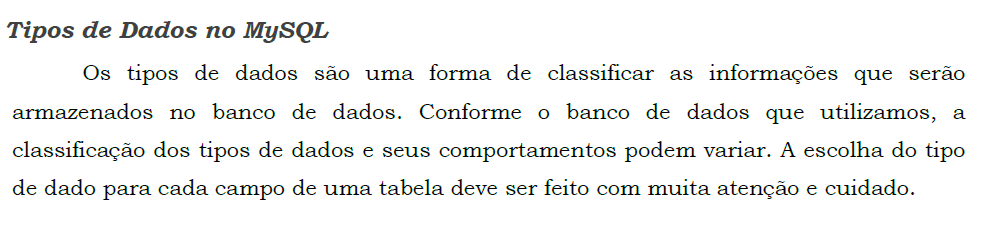 Tipos de Dados no MySQL
Os tipos de dados são uma forma de classificar as informações que serão
armazenados no banco de dados. Conforme o banco de dados que utilizamos, a
classificação dos tipos de dados e seus comportamentos podem variar. A escolha do tipo
de dado para cada campo de uma tabela deve ser feito com muita atenção e cuidado.